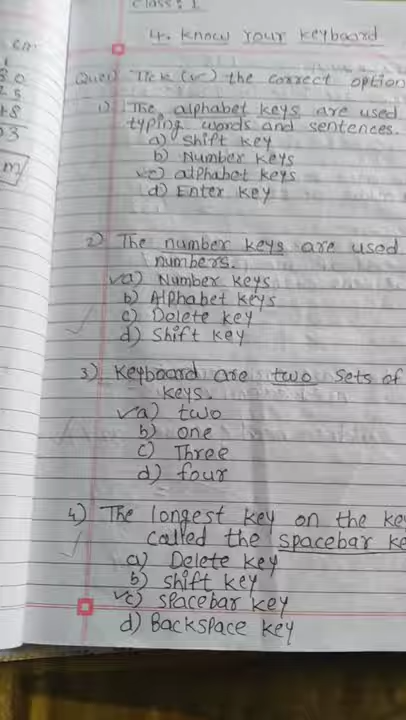 Class: 1
4. Know Your Keyboard
Que:1 Tick (✓) the correct option
1) The alphabet keys are used
typing words and sentences.
a) Shift key
b) Number keys
✓c) alphabet keys
d) Enter key
2) The number keys are used
numbers.
✓a) Number keys
b) Alphabet keys
c) Delete key
d) Shift key
3) Keyboard are two sets of
keys.
✓a) two
b) one
c) Three
d) four
4) The longest key on the ke
called the spacebar ke
a) Delete key
b) shift key
✓c) spacebar key
d) Backspace key